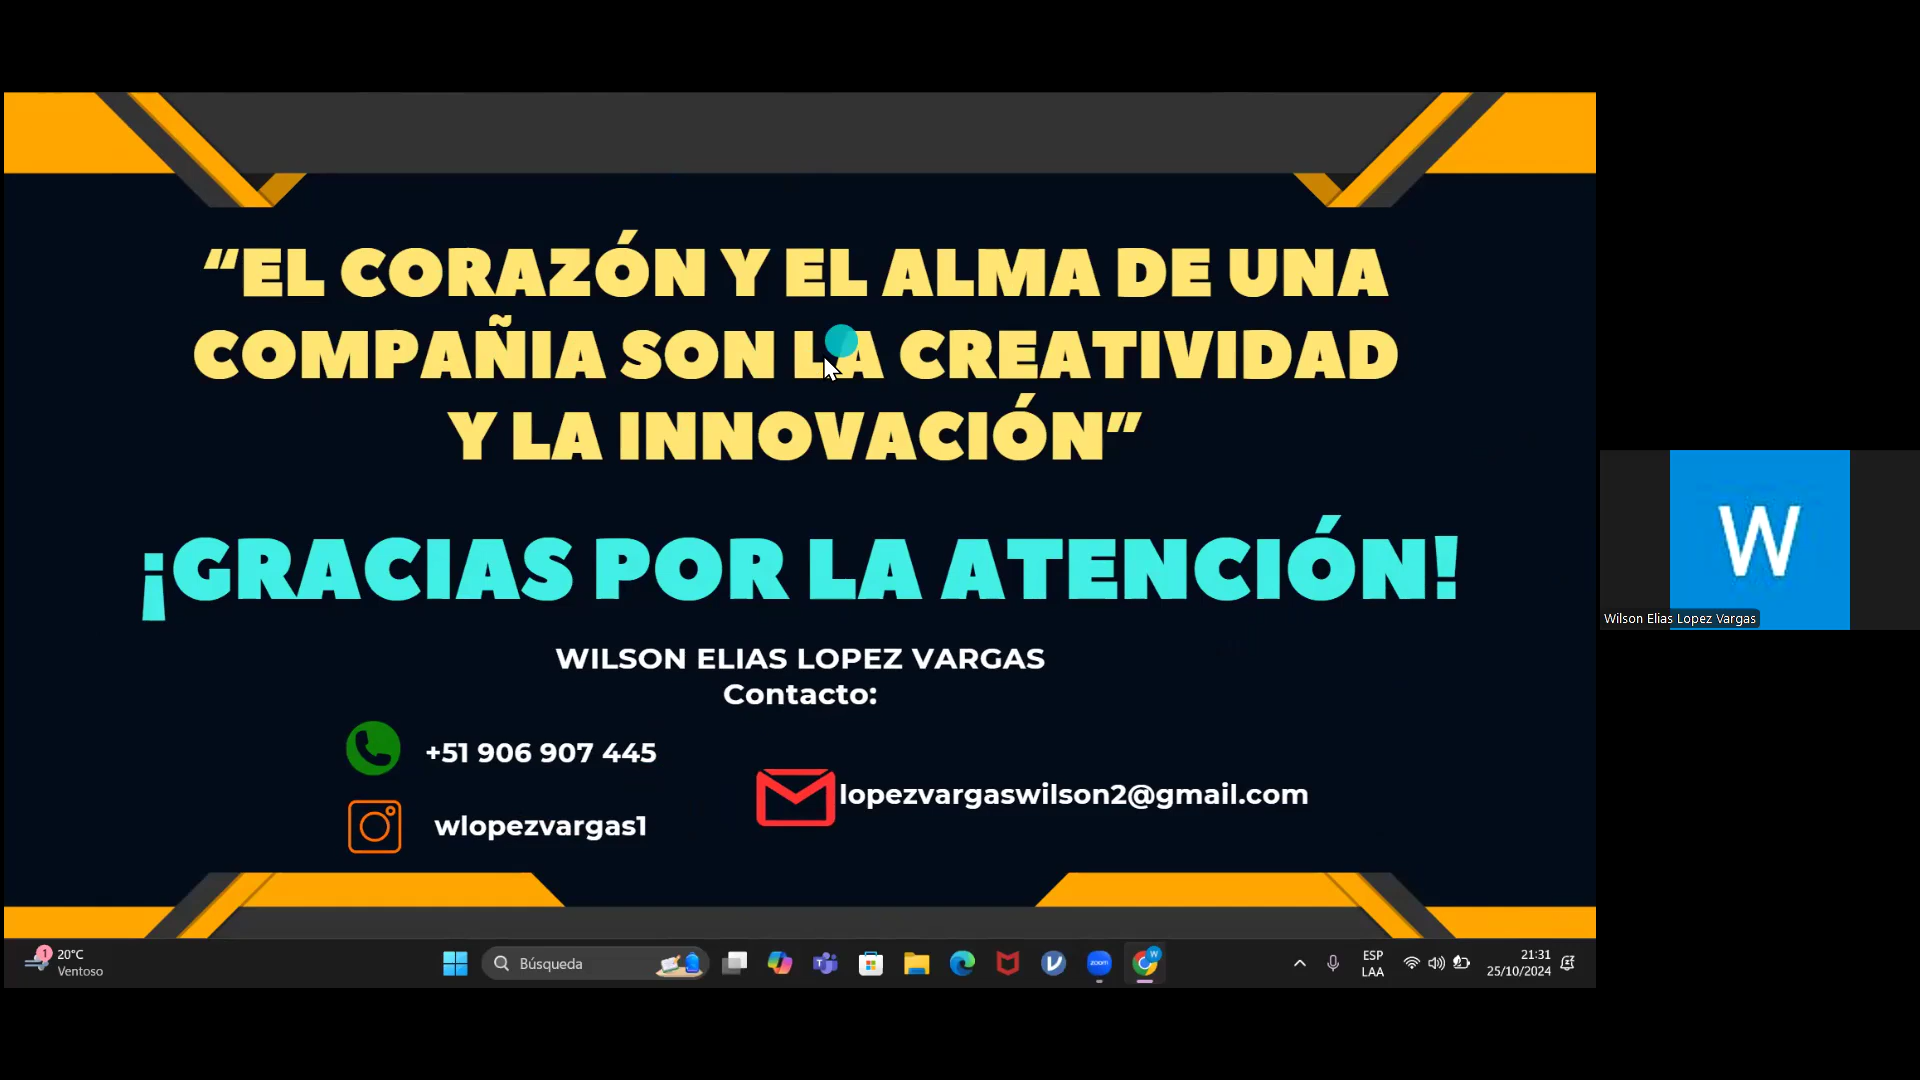 “EL CORAZÓN Y EL ALMA DE UNA
COMPAÑIA SON LA CREATIVIDAD
Y LA INNOVACIÓN”
¡GRACIAS POR LA ATENCIÓN!
WILSON ELIAS LOPEZ VARGAS
Contacto:
+51 906 907 445
lopezvargaswilson2@gmail.com
wlopezvargas1
W
Wilson Elias Lopez Vargas
1
20°C
Ventoso
Búsqueda
zoom
W
ESP
LAA
21:31
25/10/2024